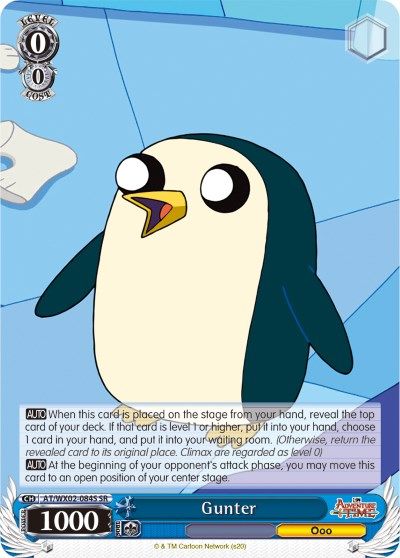 LEVEL
0
0
COST
AUTO When this card is placed on the stage from your hand, reveal the top
card of your deck. If that card is level 1 or higher, put it into your hand, choose
1 card in your hand, and put it into your waiting room. (Otherwise, return the
revealed card to its original place. Climax are regarded as level 0)
AUTO At the beginning of your opponent's attack phase, you may move this
card to an open position of your center stage.
CH AT/WX02-084S SR
POWER 1000 Gunter ADVENTURE TIME
Ooo
© & TM Cartoon Network (s20)